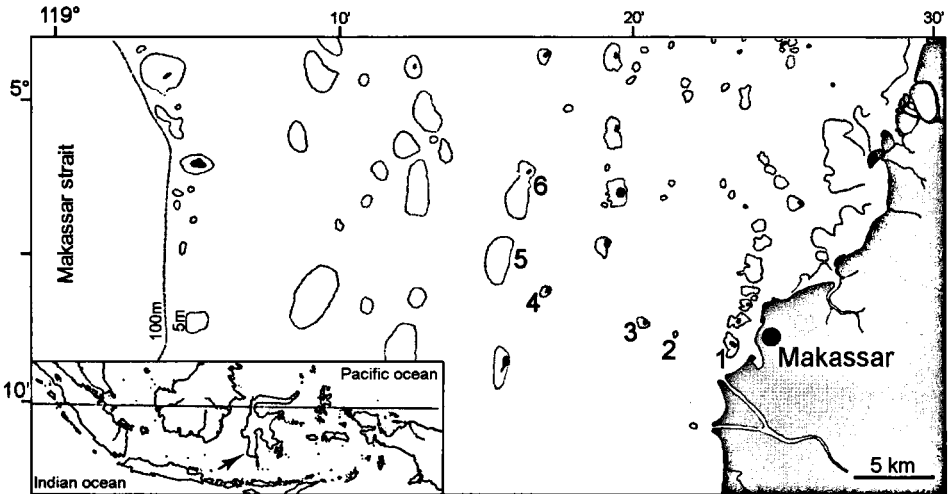 119°
10'
20'
30'
5°
Makassar strait
6
5
4
3
2
1
100m
5m
Makassar
10'
Pacific ocean
Indian ocean
5 km